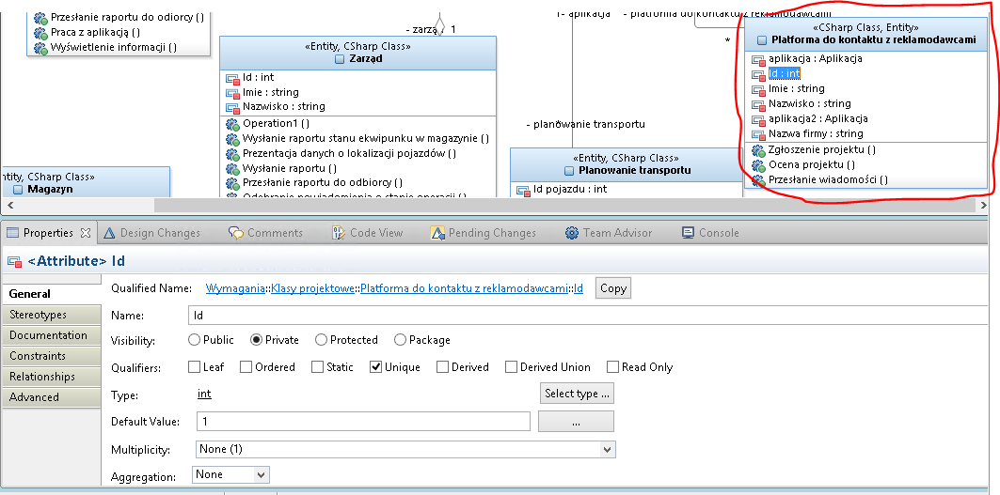 Przesłanie raportu do odiorcy ()
Praca z aplikacją ()
Wyświetlenie informacji ()
- zarząd
1
«Entity, CSharp Class»
Zarząd
Id : int
Imie : string
Nazwisko : string
Operation1 ()
Wysłanie raportu stanu ekwipunku w magazynie ()
Prezentacja danych o lokalizacji pojazdów ()
Wysłanie raportu ()
Przesłanie raportu do odbiorcy ()
Odebranie powiadomienia o stanie operacji ()
ntity, CSharp Class»
Magazyn
1- aplikacja
- platforma do kontaktu z reklamodawcami
*
- planowanie transportu
«Entity, CSharp Class»
Planowanie transportu
Id pojazdu : int
«CSharp Class, Entity»
Platforma do kontaktu z reklamodawcami
aplikacja : Aplikacja
Id : int
Imie : string
Nazwisko : string
aplikacja2 : Aplikacja
Nazwa firmy : string
Zgłoszenie projektu ()
Ocena projektu ()
Przesłanie wiadomości ()
Properties
Design Changes
Comments
Code View
Pending Changes
Team Advisor
Console
<Attribute> Id
General
Stereotypes
Documentation
Constraints
Relationships
Advanced
Qualified Name: Wymagania::Klasy projektowe::Platforma do kontaktu z reklamodawcami::Id Copy
Name: Id
Visibility: Public Private Protected Package
Qualifiers: Leaf Ordered Static Unique Derived Derived Union Read Only
Type: int Select type ...
Default Value: 1 ...
Multiplicity: None (1)
Aggregation: None